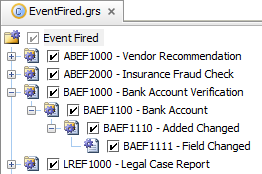 EventFired.grs
Event Fired
ABEF1000 - Vendor Recommendation
ABEF2000 - Insurance Fraud Check
BAEF1000 - Bank Account Verification
BAEF1100 - Bank Account
BAEF1110 - Added Changed
BAEF1111 - Field Changed
LREF1000 - Legal Case Report